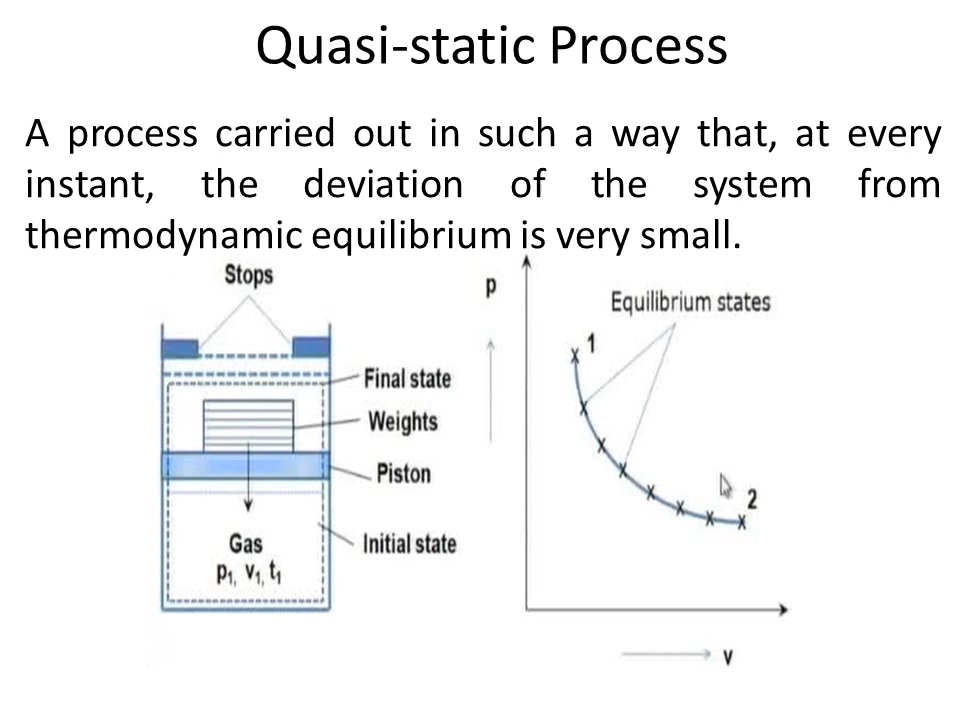 Quasi-static Process
A process carried out in such a way that, at every
instant, the deviation of the system from
thermodynamic equilibrium is very small.
Stops
Final state
Weights
Piston
Initial state
Gas
p₁, v₁, t₁
p
Equilibrium states
1
2
v